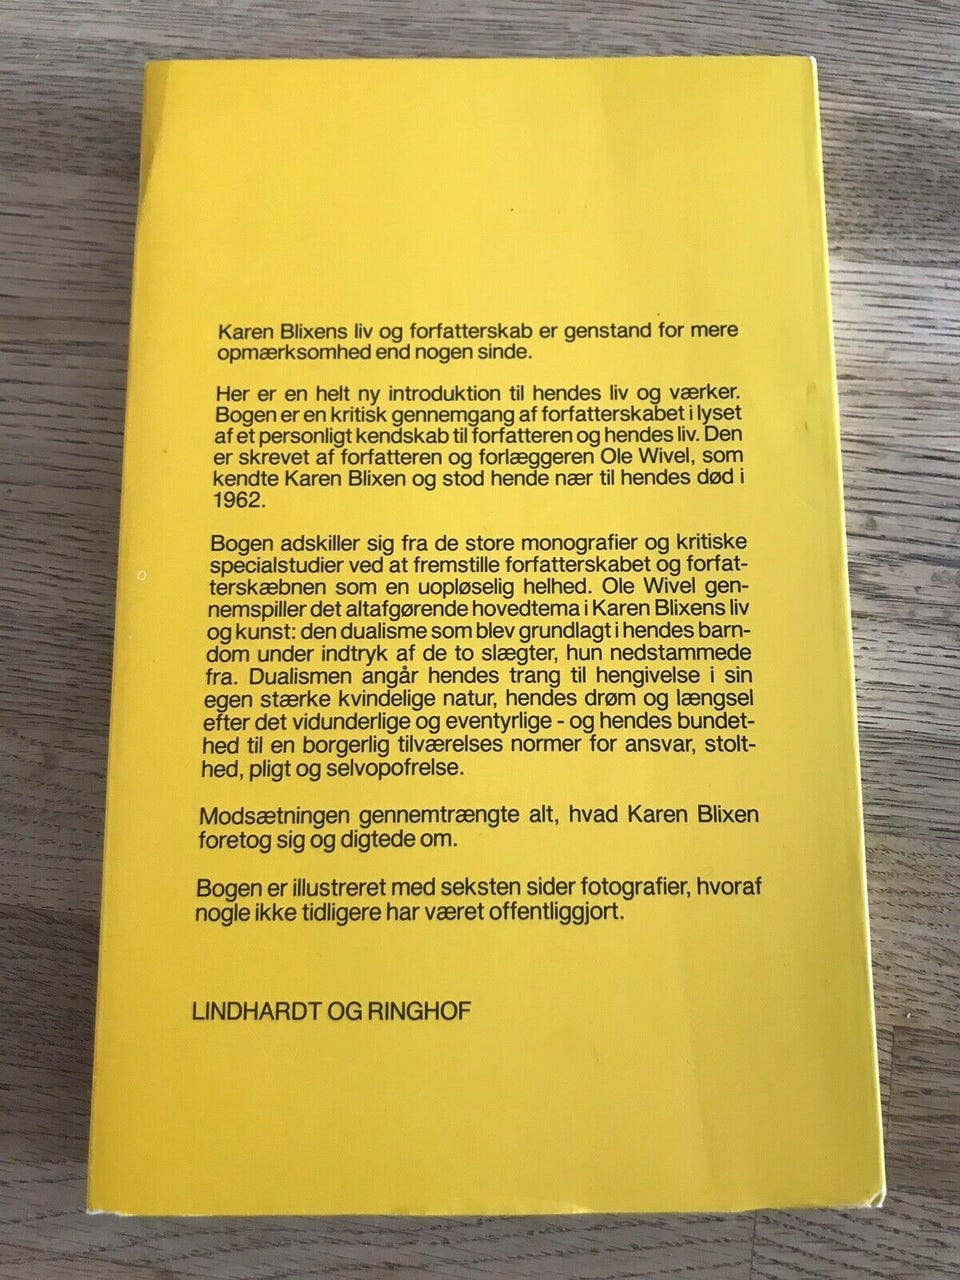 Karen Blixens liv og forfatterskab er genstand for mere
opmærksomhed end nogen sinde.
Her er en helt ny introduktion til hendes liv og værker.
Bogen er en kritisk gennemgang af forfatterskabet i lyset
af et personligt kendskab til forfatteren og hendes liv. Den
er skrevet af forfatteren og forlæggeren Ole Wivel, som
kendte Karen Blixen og stod hende nær til hendes død i
1962.
Bogen adskiller sig fra de store monografier og kritiske
specialstudier ved at fremstille forfatterskabet og forfat-
terskæbnen som en uopløselig helhed. Ole Wivel gen-
nemspiller det altafgørende hovedtema i Karen Blixens liv
og kunst: den dualisme som blev grundlagt i hendes barn-
dom under indtryk af de to slægter, hun nedstammede
fra. Dualismen angår hendes trang til hengivelse i sin
egen stærke kvindelige natur, hendes drøm og længsel
efter det vidunderlige og eventyrlige - og hendes bundet-
hed til en borgerlig tilværelses normer for ansvar, stolt-
hed, pligt og selvopofrelse.
Modsætningen gennemtrængte alt, hvad Karen Blixen
foretog sig og digtede om.
Bogen er illustreret med seksten sider fotografier, hvoraf
nogle ikke tidligere har været offentliggjort.
LINDHARDT OG RINGHOF